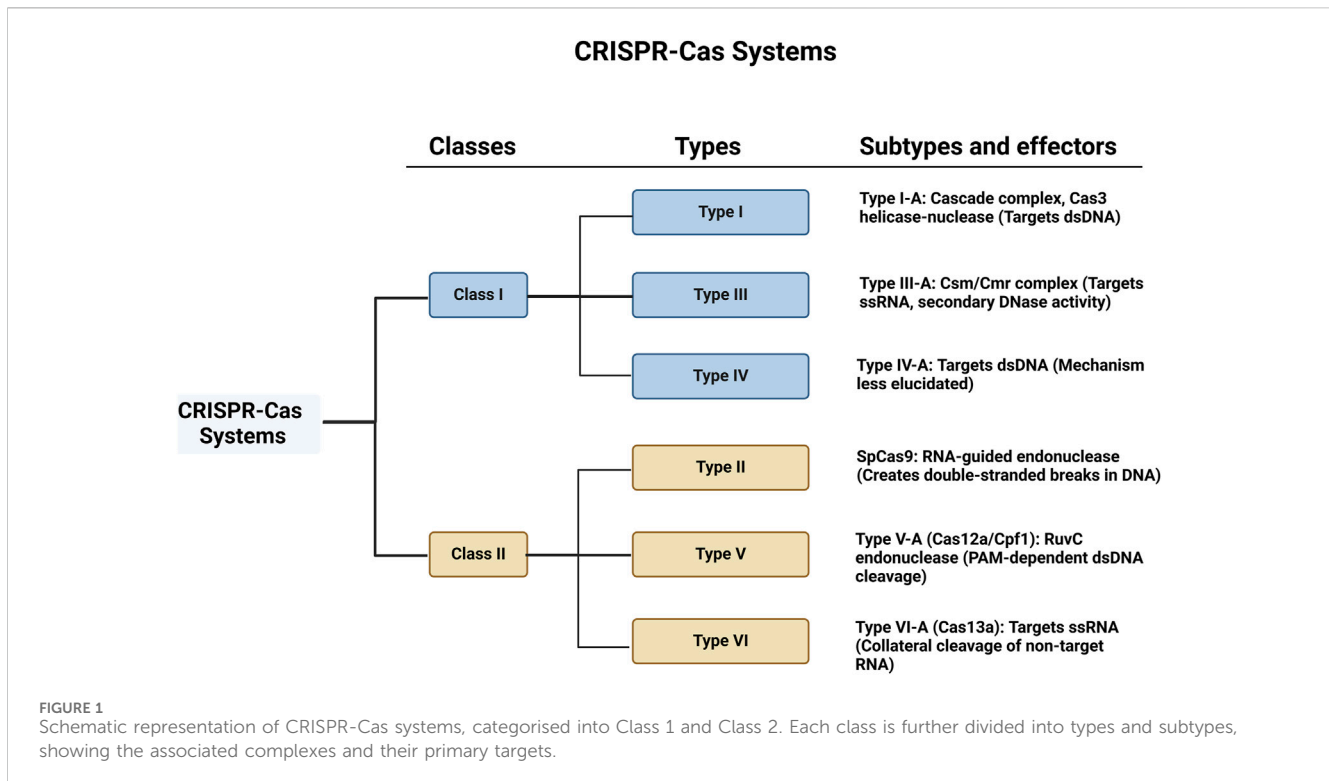 CRISPR-Cas Systems
Classes
Types
Subtypes and effectors
Type I
Type I-A: Cascade complex, Cas3
helicase-nuclease (Targets dsDNA)
Class I
Type III
Type III-A: Csm/Cmr complex (Targets
ssRNA, secondary DNase activity)
Type IV
Type IV-A: Targets dsDNA (Mechanism
less elucidated)
CRISPR-Cas
Systems
Type II
SpCas9: RNA-guided endonuclease
(Creates double-stranded breaks in DNA)
Class II
Type V
Type V-A (Cas12a/Cpf1): RuvC
endonuclease (PAM-dependent dsDNA
cleavage)
Type VI
Type VI-A (Cas13a): Targets ssRNA
(Collateral cleavage of non-target
RNA)
FIGURE 1
Schematic representation of CRISPR-Cas systems, categorised into Class 1 and Class 2. Each class is further divided into types and subtypes,
showing the associated complexes and their primary targets.